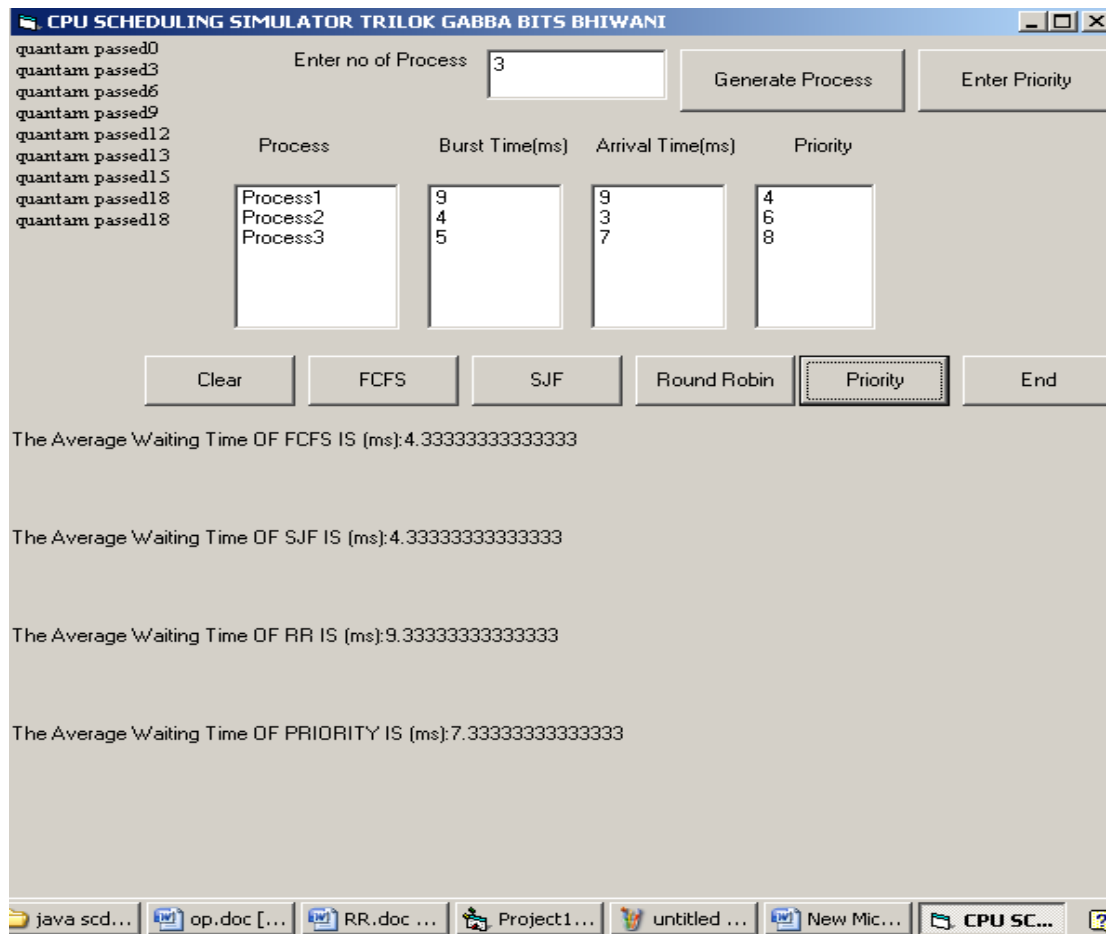 CPU SCHEDULING SIMULATOR TRILOK GABBA BITS BHIWANI
quantam passed0
quantam passed3
quantam passed6
quantam passed9
quantam passed12
quantam passed13
quantam passed15
quantam passed18
quantam passed18
Enter no of Process
3
Generate Process
Enter Priority
Process
Burst Time(ms)
Arrival Time(ms)
Priority
Process1 9 9 4
Process2 4 3 6
Process3 5 7 8
Clear
FCFS
SJF
Round Robin
Priority
End
The Average Waiting Time OF FCFS IS (ms):4.33333333333333
The Average Waiting Time OF SJF IS (ms):4.33333333333333
The Average Waiting Time OF RR IS (ms):9.33333333333333
The Average Waiting Time OF PRIORITY IS (ms):7.33333333333333
java scd...
op.doc [...
RR.doc ...
Project1...
untitled ...
New Mic...
CPU SC...